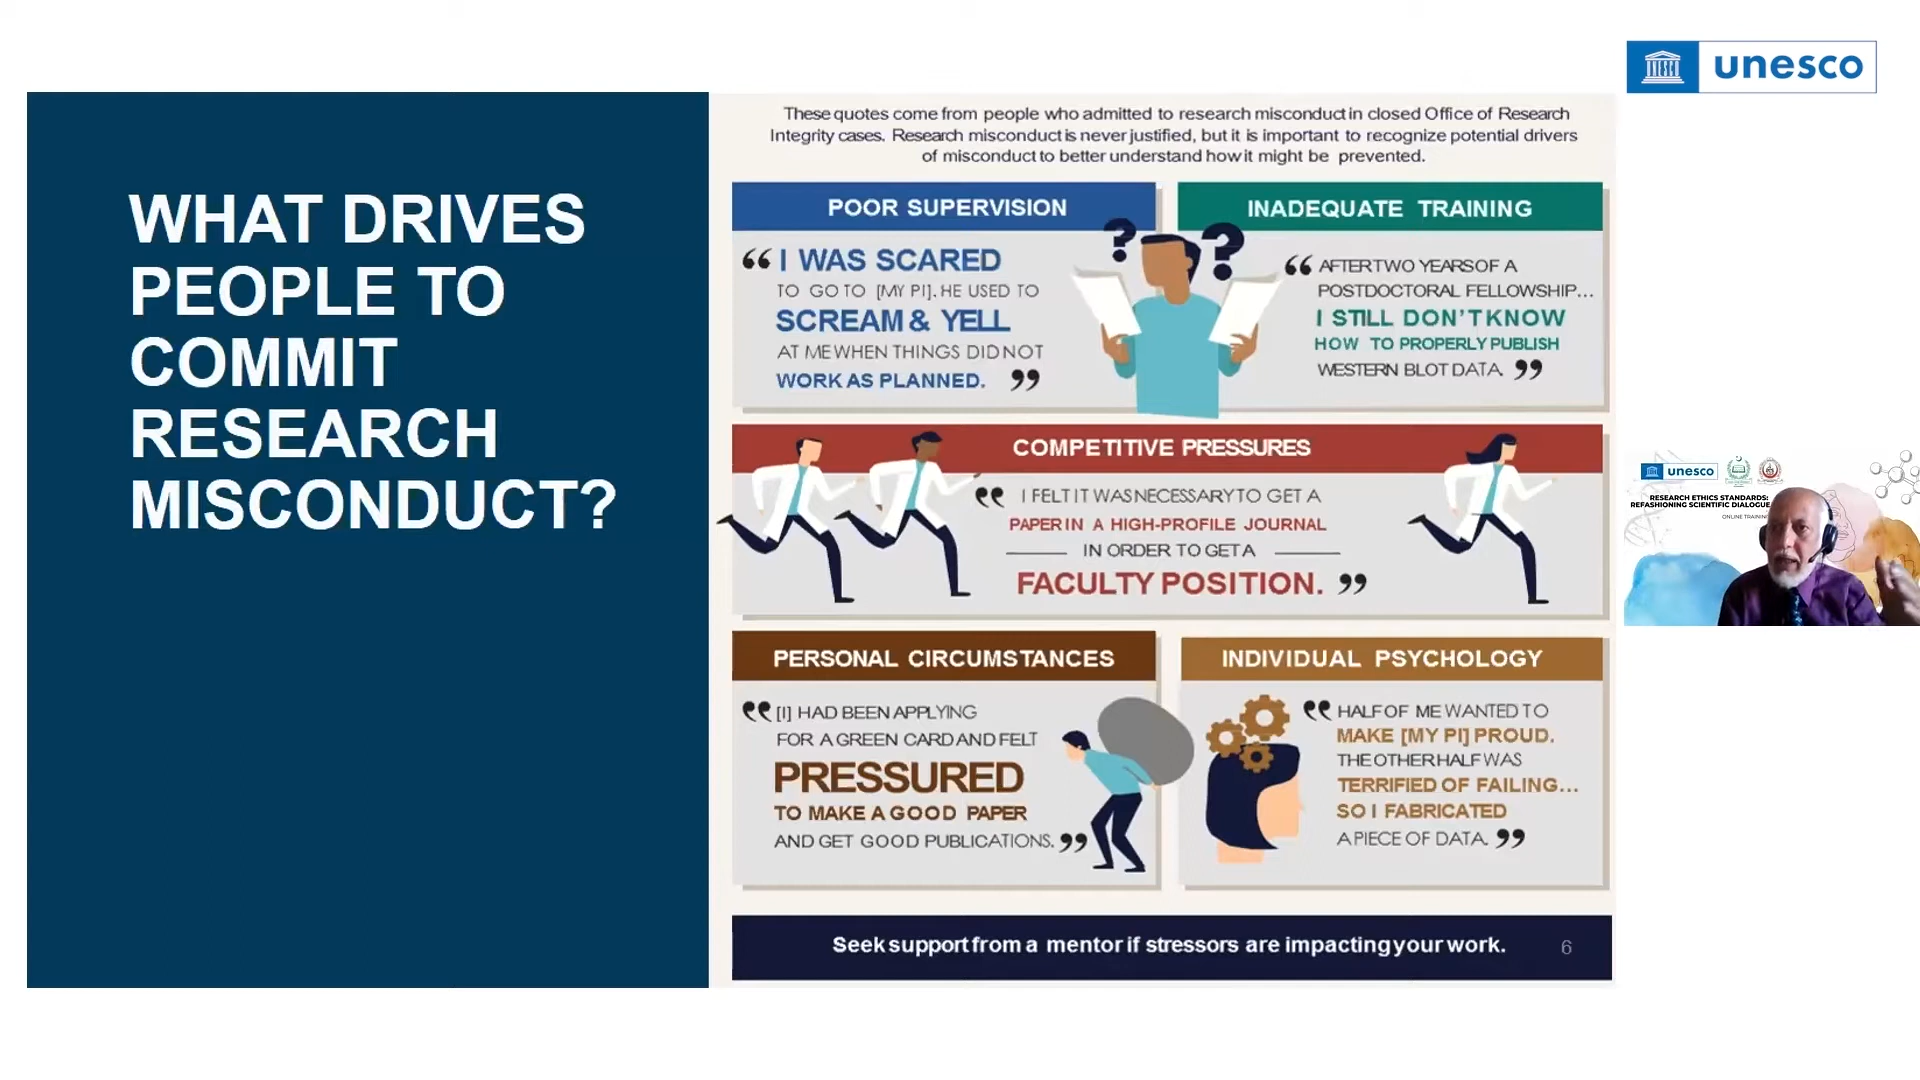 unesco
WHAT DRIVES
PEOPLE TO
COMMIT
RESEARCH
MISCONDUCT?
These quotes come from people who admitted to research misconduct in closed Office of Research
Integrity cases. Research misconduct is never justified, but it is important to recognize potential drivers
of misconduct to better understand how it might be prevented.
POOR SUPERVISION
“ I WAS SCARED
TO GO TO [MY PI]. HE USED TO
SCREAM & YELL
AT ME WHEN THINGS DID NOT
WORK AS PLANNED. ”
? ?
INADEQUATE TRAINING
“ AFTER TWO YEARS OF A
POSTDOCTORAL FELLOWSHIP...
I STILL DON'T KNOW
HOW TO PROPERLY PUBLISH
WESTERN BLOT DATA. ”
COMPETITIVE PRESSURES
“ I FELT IT WAS NECESSARY TO GET A
PAPER IN A HIGH-PROFILE JOURNAL
IN ORDER TO GET A
FACULTY POSITION. ”
PERSONAL CIRCUMSTANCES
“ [I] HAD BEEN APPLYING
FOR A GREEN CARD AND FELT
PRESSURED
TO MAKE A GOOD PAPER
AND GET GOOD PUBLICATIONS. ”
INDIVIDUAL PSYCHOLOGY
“ HALF OF ME WANTED TO
MAKE [MY PI] PROUD.
THE OTHER HALF WAS
TERRIFIED OF FAILING...
SO I FABRICATED
A PIECE OF DATA. ”
Seek support from a mentor if stressors are impacting your work.
6
unesco
RESEARCH ETHICS STANDARDS:
REFASHIONING SCIENTIFIC DIALOGUE
ONLINE